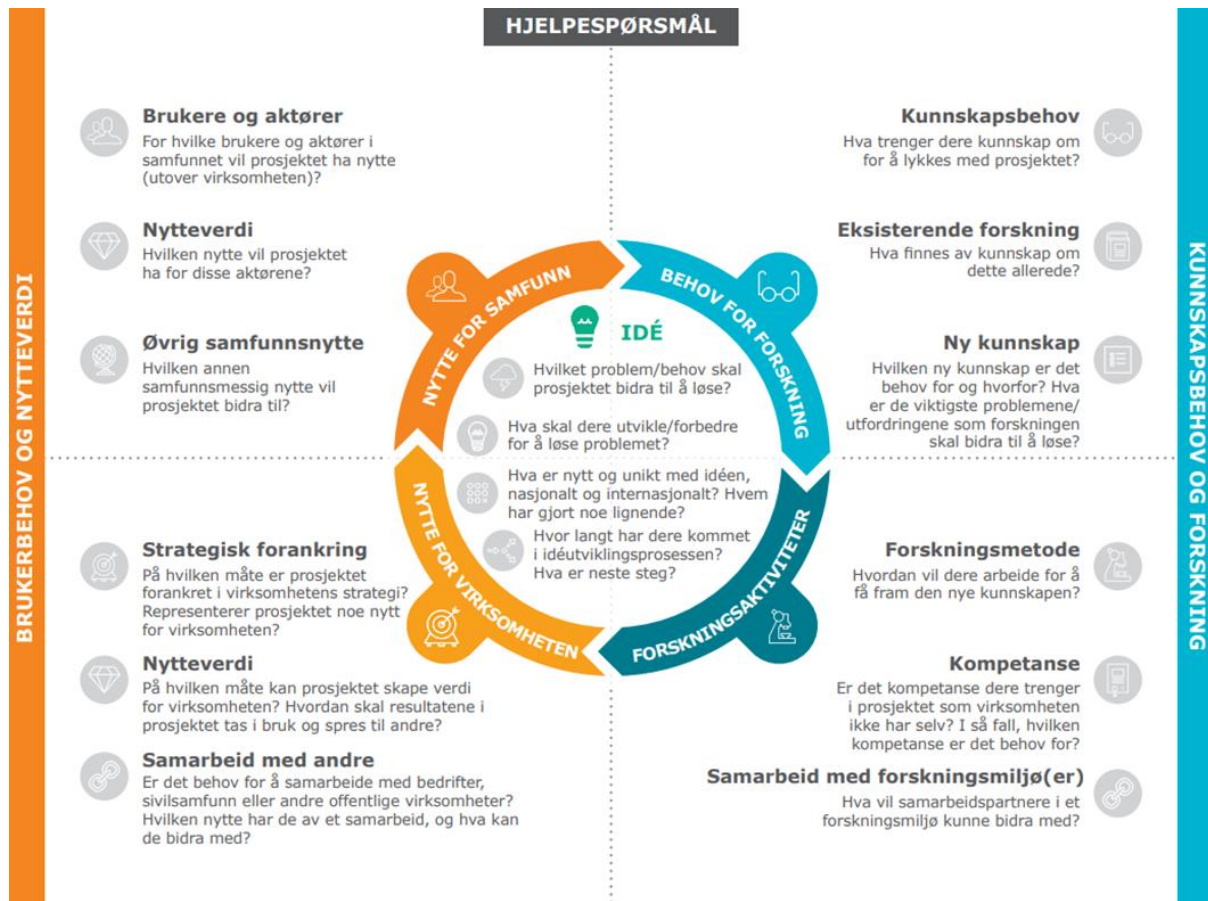 HJELPESPØRSMÅL
BRUKERBEHOV OG NYTTEVERDI
Brukere og aktører
For hvilke brukere og aktører i
samfunnet vil prosjektet ha nytte
(utover virksomheten)?
Nytteverdi
Hvilken nytte vil prosjektet
ha for disse aktørene?
Øvrig samfunnsnytte
Hvilken annen
samfunnsmessig nytte vil
prosjektet bidra til?
Strategisk forankring
På hvilken måte er prosjektet
forankret i virksomhetens strategi?
Representerer prosjektet noe nytt
for virksomheten?
Nytteverdi
På hvilken måte kan prosjektet skape verdi
for virksomheten? Hvordan skal resultatene i
prosjektet tas i bruk og spres til andre?
Samarbeid med andre
Er det behov for å samarbeide med bedrifter,
sivilsamfunn eller andre offentlige virksomheter?
Hvilken nytte har de av et samarbeid, og hva kan
de bidra med?
NYTTE FOR SAMFUNN
BEHOV FOR FORSKNING
NYTTE FOR VIRKSOMHETEN
FORSKNINGSAKTIVITETER
IDÉ
Hvilket problem/behov skal
prosjektet bidra til å løse?
Hva skal dere utvikle/forbedre
for å løse problemet?
Hva er nytt og unikt med idéen,
nasjonalt og internasjonalt? Hvem
har gjort noe lignende?
Hvor langt har dere kommet
i idéutviklingsprosessen?
Hva er neste steg?
Kunnskapsbehov
Hva trenger dere kunnskap om
for å lykkes med prosjektet?
Eksisterende forskning
Hva finnes av kunnskap om
dette allerede?
Ny kunnskap
Hvilken ny kunnskap er det
behov for og hvorfor? Hva
er de viktigste problemene/
utfordringene som forskningen
skal bidra til å løse?
Forskningsmetode
Hvordan vil dere arbeide for å
få fram den nye kunnskapen?
Kompetanse
Er det kompetanse dere trenger
i prosjektet som virksomheten
ikke har selv? I så fall, hvilken
kompetanse er det behov for?
Samarbeid med forskningsmiljø(er)
Hva vil samarbeidspartnere i et
forskningsmiljø kunne bidra med?
KUNNSKAPSBEHOV OG FORSKNING